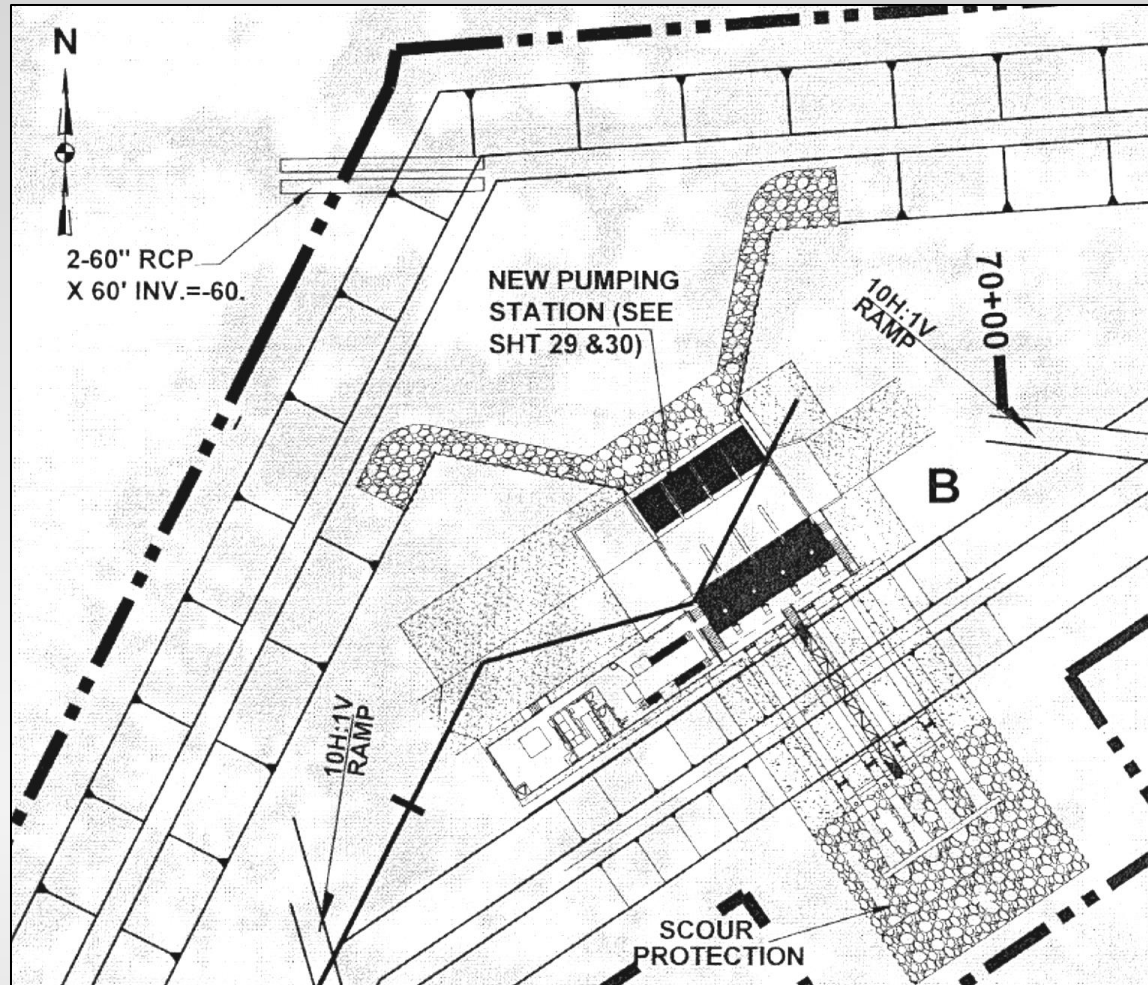 N
2-60" RCP
X 60' INV.=-60.
NEW PUMPING
STATION (SEE
SHT 29 &30)
10H:1V
RAMP
70+00
B
10H:1V
RAMP
SCOUR
PROTECTION